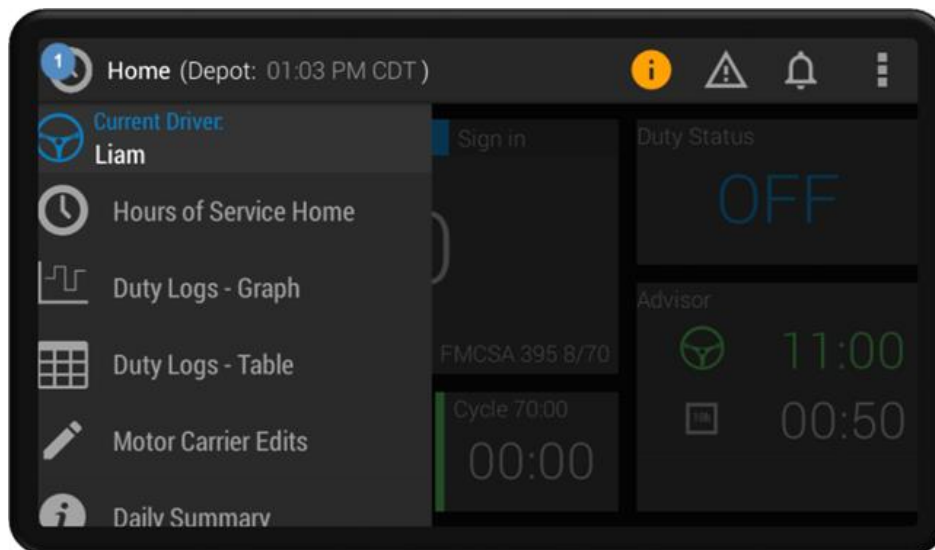 1
Home (Depot: 01:03 PM CDT)
i
Current Driver:
Liam
Hours of Service Home
Duty Logs - Graph
Duty Logs - Table
Motor Carrier Edits
Daily Summary
Sign in
FMCSA 395 8/70
Cycle 70:00
00:00
Duty Status
OFF
Advisor
11:00
00:50